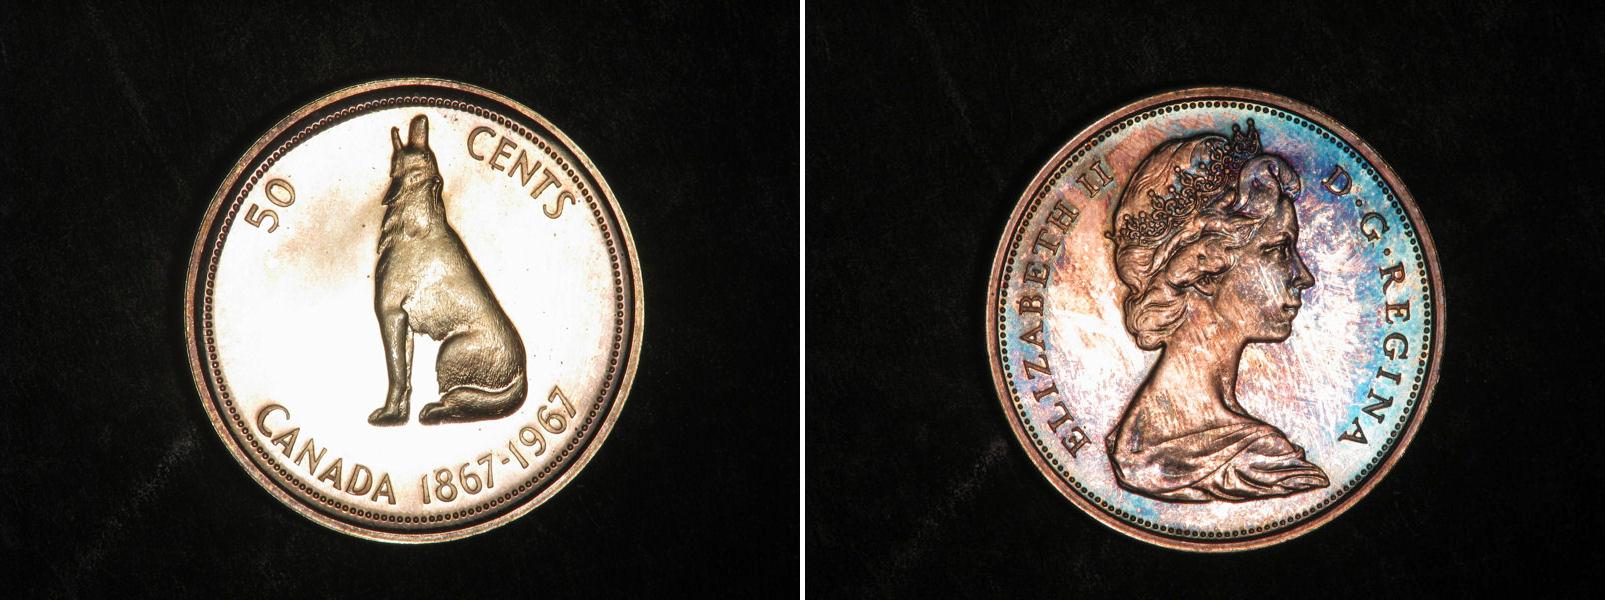 50 CENTS
CANADA 1867-1967
ELIZABETH II D.G.REGINA